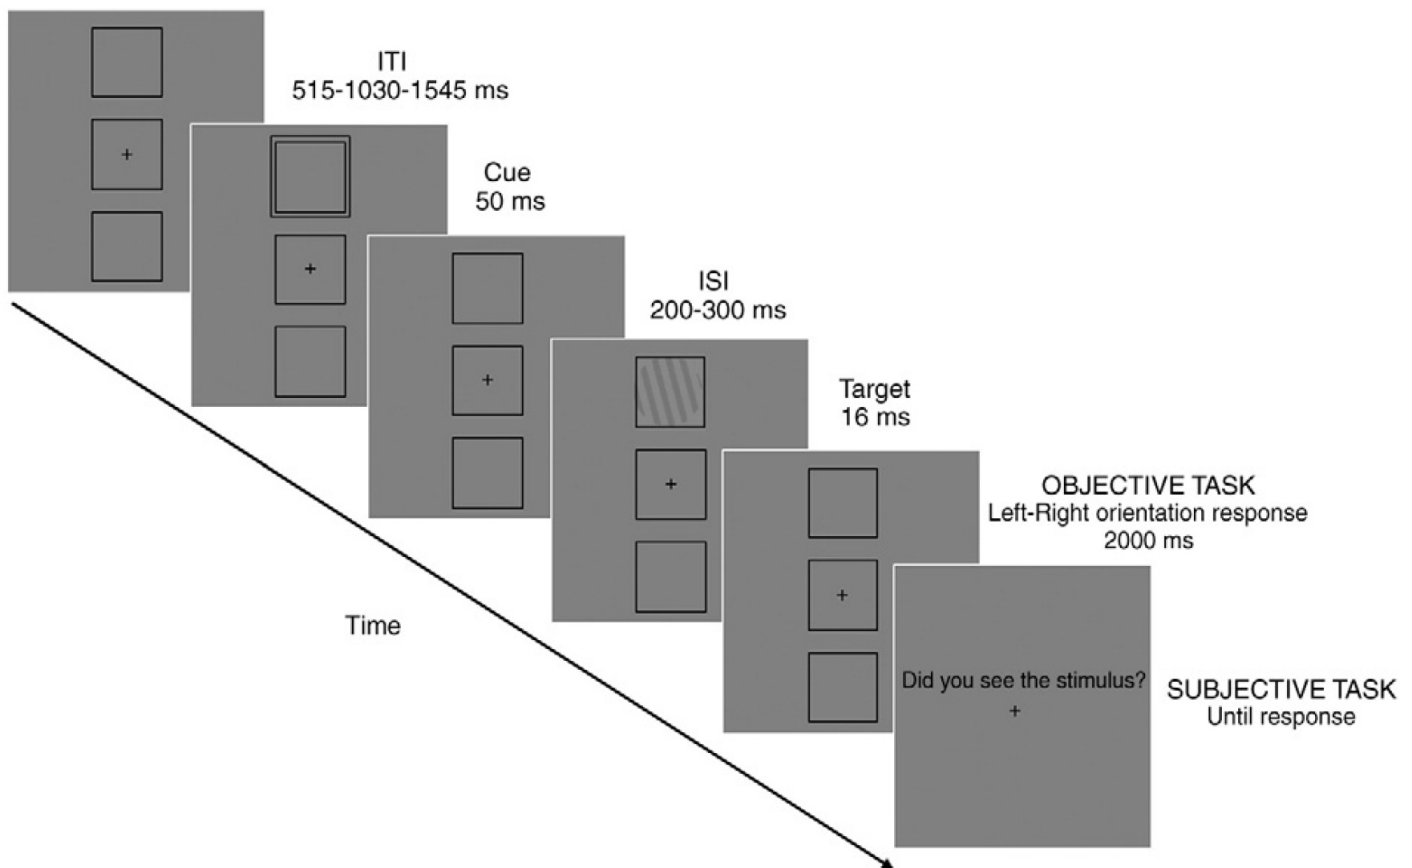 ITI
515-1030-1545 ms
Cue
50 ms
ISI
200-300 ms
Target
16 ms
OBJECTIVE TASK
Left-Right orientation response
2000 ms
Time
Did you see the stimulus?
SUBJECTIVE TASK
Until response